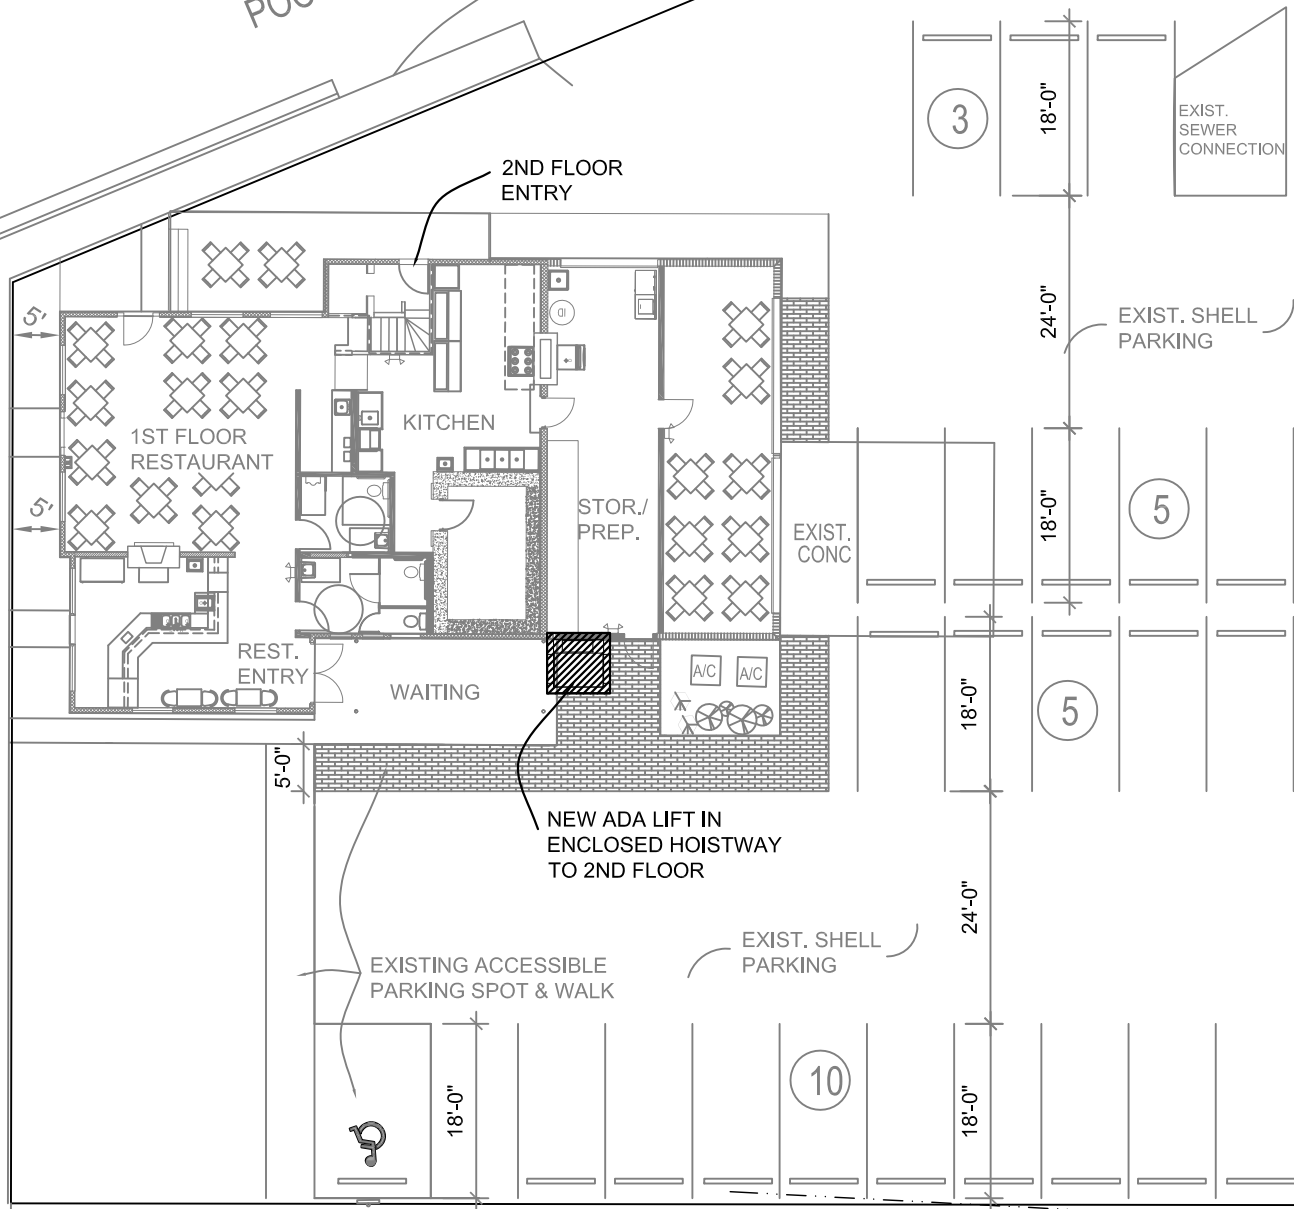 3
18'-0"
EXIST.
SEWER
CONNECTION
2ND FLOOR
ENTRY
24'-0"
EXIST. SHELL
PARKING
5'
5'
1ST FLOOR
RESTAURANT
KITCHEN
STOR./
PREP.
EXIST.
CONC
18'-0"
5
REST.
ENTRY
WAITING
A/C
A/C
18'-0"
5
5'-0"
NEW ADA LIFT IN
ENCLOSED HOISTWAY
TO 2ND FLOOR
24'-0"
EXIST. SHELL
PARKING
EXISTING ACCESSIBLE
PARKING SPOT & WALK
18'-0"
10
18'-0"